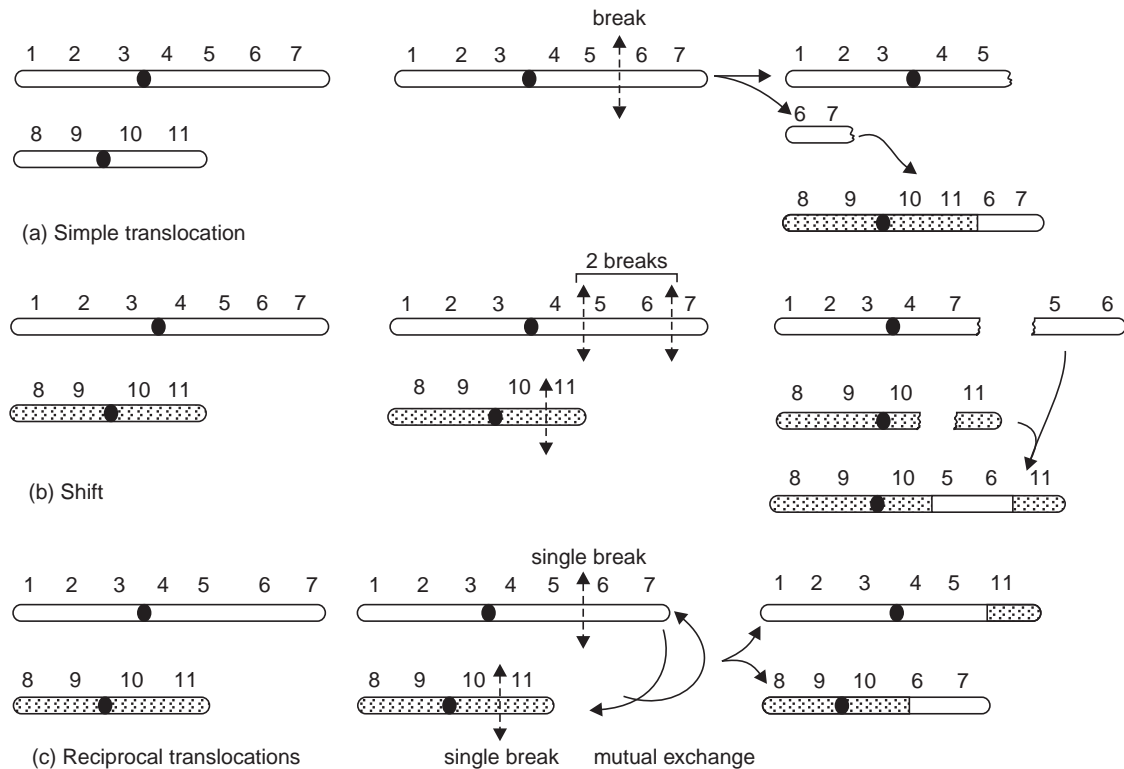 break
1 2 3 4 5 6 7
1 2 3 4 5 6 7
1 2 3 4 5
6 7
8 9 10 11
8 9 10 11 6 7
(a) Simple translocation
2 breaks
1 2 3 4 5 6 7
1 2 3 4 5 6 7
1 2 3 4 7
5 6
8 9 10 11
8 9 10 11
8 9 10 11
8 9 10 5 6 11
(b) Shift
single break
1 2 3 4 5 6 7
1 2 3 4 5 6 7
1 2 3 4 5 11
8 9 10 11
8 9 10 11
8 9 10 6 7
(c) Reciprocal translocations
single break
mutual exchange